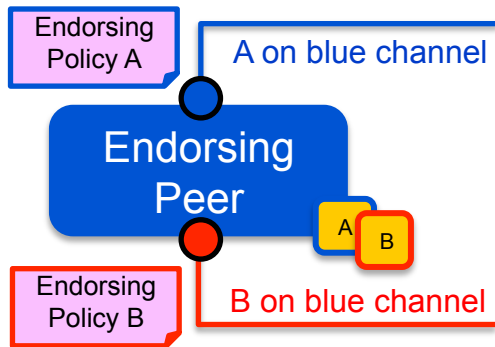 Endorsing
Policy A
A on blue channel
Endorsing
Peer
A
B
Endorsing
Policy B
B on blue channel